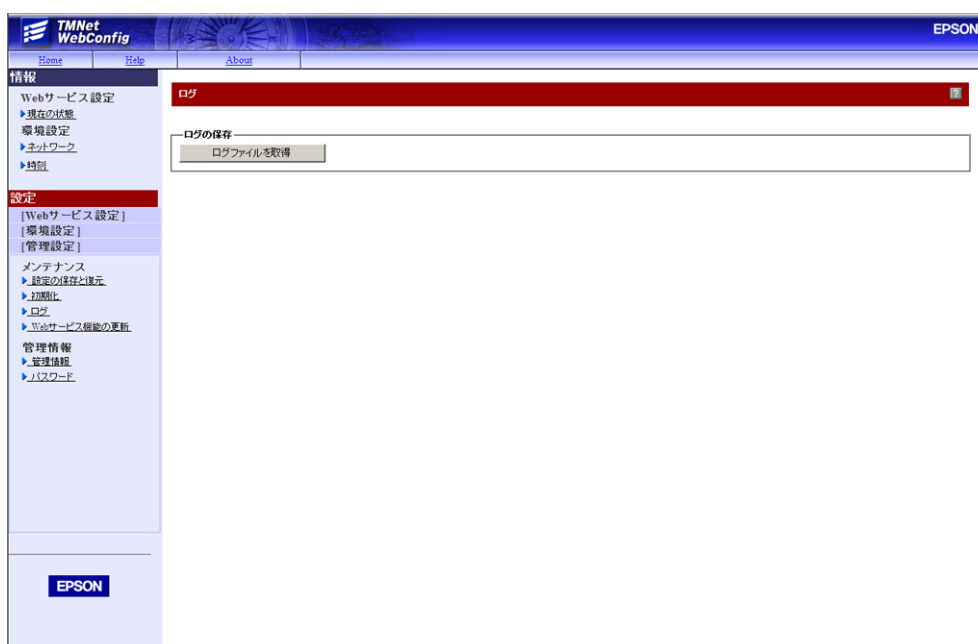 TMNet
WebConfig
EPSON
Home Help About
情報
Webサービス設定
現在の状態
環境設定
ネットワーク
時刻
設定
[Webサービス設定]
[環境設定]
[管理設定]
メンテナンス
設定の保存と復元
初期化
ログ
Webサービス機能の更新
管理情報
管理情報
パスワード
EPSON
ログ ?
ログの保存
ログファイルを取得